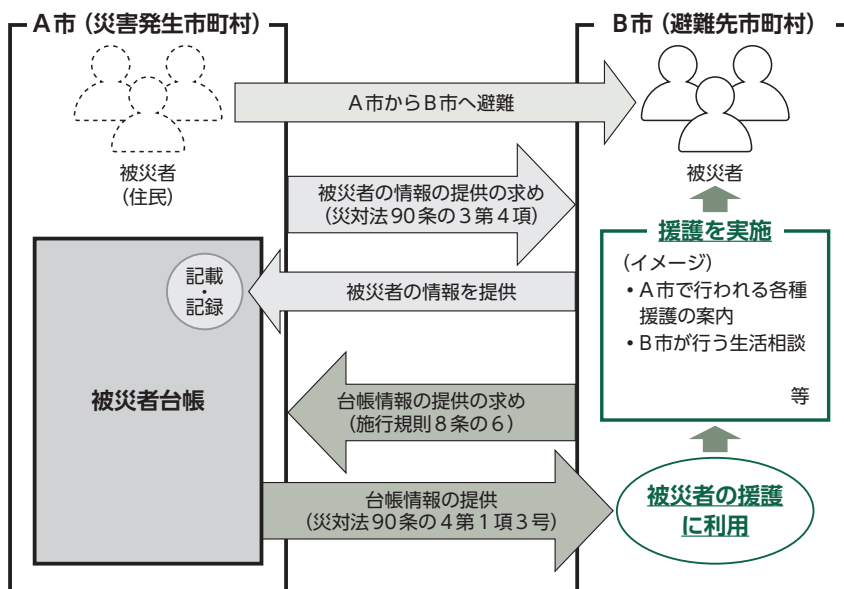 A市（災害発生市町村）
B市（避難先市町村）
A市からB市へ避難
被災者
（住民）
被災者
被災者の情報の提供の求め
（災対法90条の3第4項）
援護を実施
（イメージ）
・A市で行われる各種
援護の案内
・B市が行う生活相談
等
記載
・
記録
被災者の情報を提供
被災者台帳
台帳情報の提供の求め
（施行規則8条の6）
台帳情報の提供
（災対法90条の4第1項3号）
被災者の援護
に利用